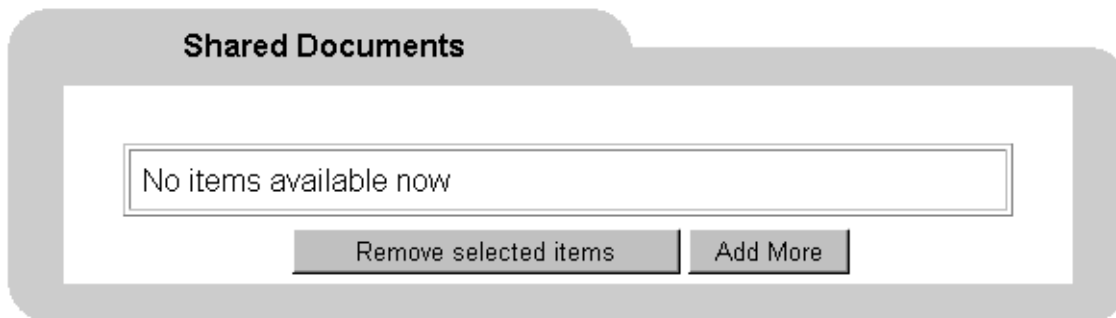 Shared Documents
No items available now
Remove selected items Add More